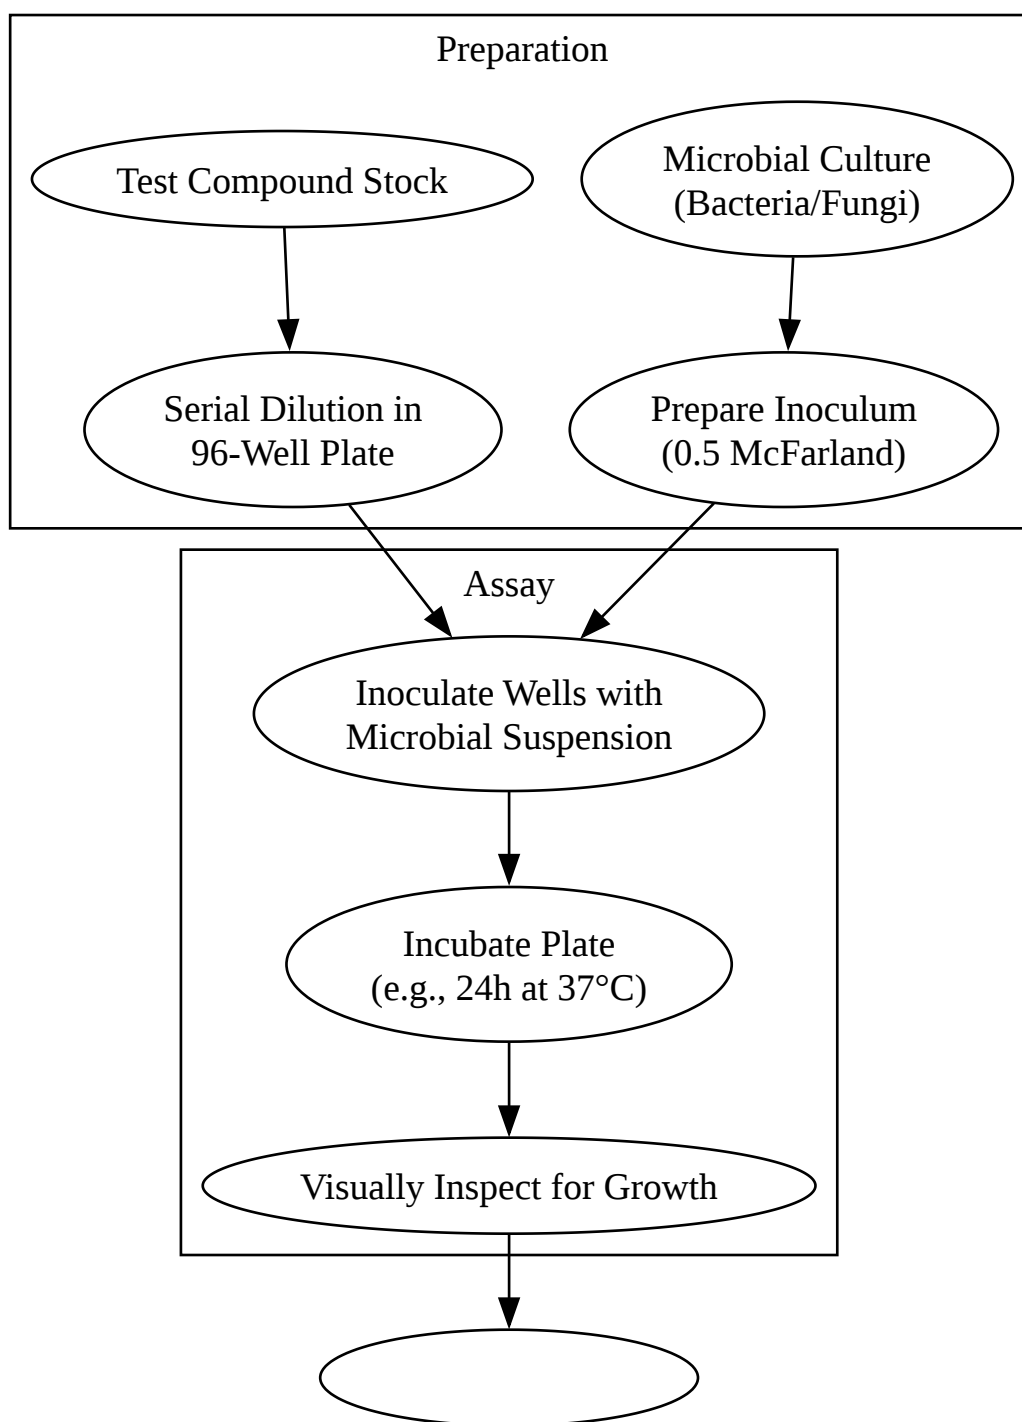 Preparation
Test Compound Stock
Microbial Culture
(Bacteria/Fungi)
Serial Dilution in
96-Well Plate
Prepare Inoculum
(0.5 McFarland)
Assay
Inoculate Wells with
Microbial Suspension
Incubate Plate
(e.g., 24h at 37°C)
Visually Inspect for Growth